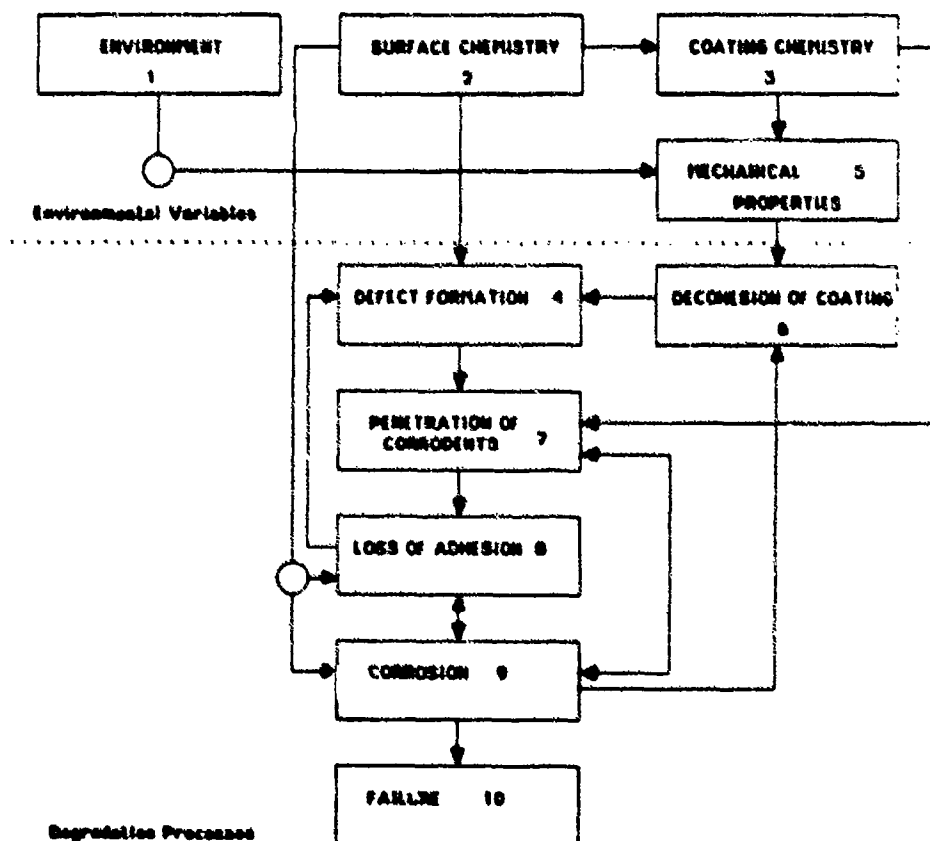 ENVIRONMENT
1
SURFACE CHEMISTRY
2
COATING CHEMISTRY
3
MECHANICAL 5
PROPERTIES
Environmental Variables
DEFECT FORMATION 4
DECOHESION OF COATING
6
PENETRATION OF
CORRODENTS 7
LOSS OF ADHESION 8
CORROSION 9
FAILURE 10
Degradation Processes